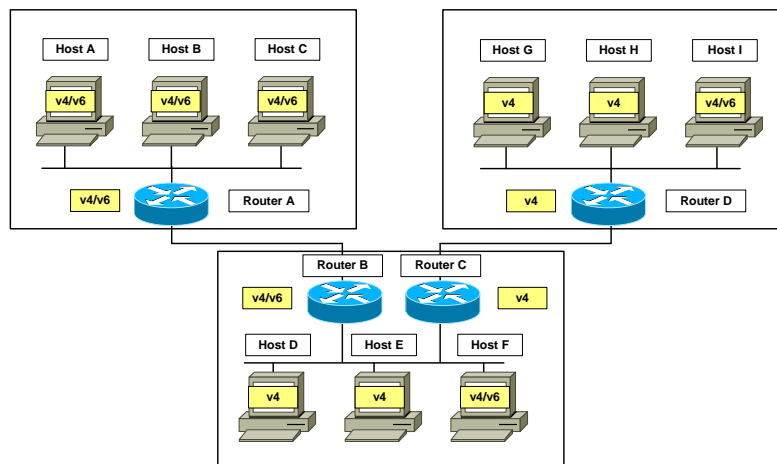 Host A
Host B
Host C
v4/v6
v4/v6
v4/v6
v4/v6
Router A
Host G
Host H
Host I
v4
v4
v4/v6
v4
Router D
Router B
Router C
v4/v6
v4
Host D
Host E
Host F
v4
v4
v4/v6